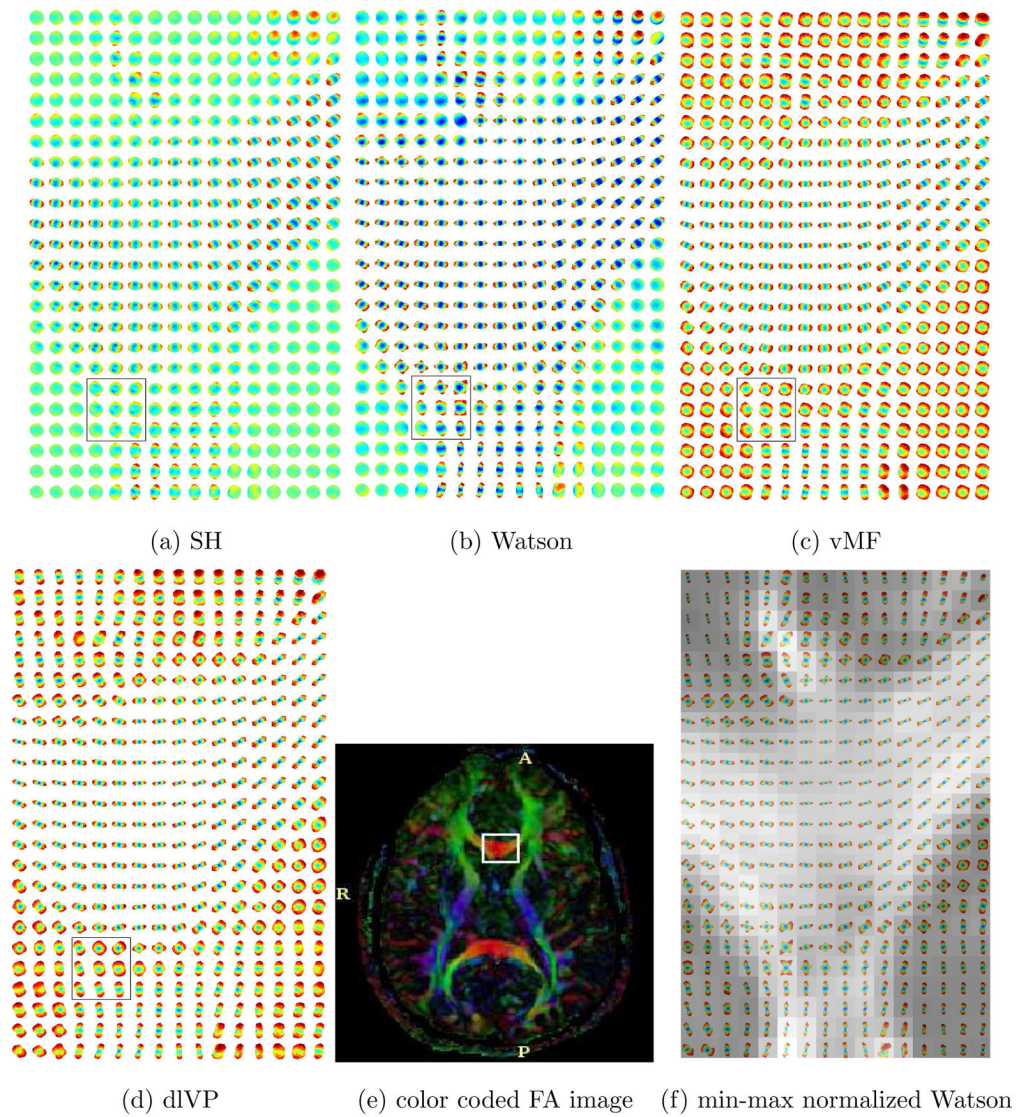 (a) SH
(b) Watson
(c) vMF
A
R
P
(d) dlVP
(e) color coded FA image
(f) min-max normalized Watson